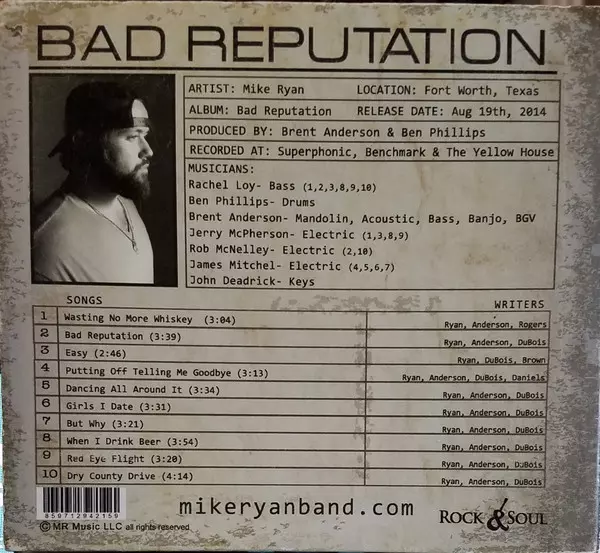 BAD REPUTATION
ARTIST: Mike Ryan LOCATION: Fort Worth, Texas
ALBUM: Bad Reputation RELEASE DATE: Aug 19th, 2014
PRODUCED BY: Brent Anderson & Ben Phillips
RECORDED AT: Superphonic, Benchmark & The Yellow House
MUSICIANS:
Rachel Loy- Bass (1,2,3,8,9,10)
Ben Phillips- Drums
Brent Anderson- Mandolin, Acoustic, Bass, Banjo, BGV
Jerry McPherson- Electric (1,3,8,9)
Rob McNelley- Electric (2,10)
James Mitchel- Electric (4,5,6,7)
John Deadrick- Keys
SONGS WRITERS
1 Wasting No More Whiskey (3:04) Ryan, Anderson, Rogers
2 Bad Reputation (3:39) Ryan, Anderson, DuBois
3 Easy (2:46) Ryan, DuBois, Brown
4 Putting Off Telling Me Goodbye (3:13) Ryan, Anderson, DuBois, Daniels
5 Dancing All Around It (3:34) Ryan, Anderson, DuBois
6 Girls I Date (3:31) Ryan, Anderson, DuBois
7 But Why (3:21) Ryan, Anderson, DuBois
8 When I Drink Beer (3:54) Ryan, Anderson, DuBois
9 Red Eye Flight (3:20) Ryan, Anderson, DuBois
10 Dry County Drive (4:14) Ryan, Anderson, DuBois
859712942159
mikeryanband.com
ROCK & SOUL
© MR Music LLC all rights reserved